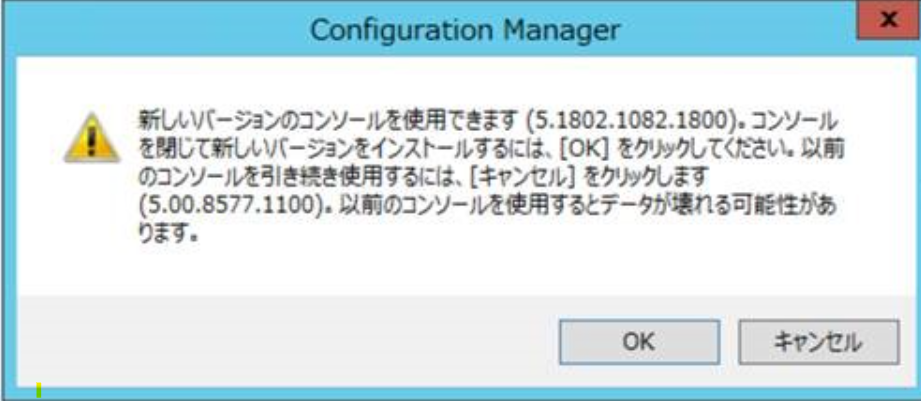 Configuration Manager
新しいバージョンのコンソールを使用できます (5.1802.1082.1800)。コンソール
を閉じて新しいバージョンをインストールするには、[OK] をクリックしてください。以前
のコンソールを引き続き使用するには、[キャンセル] をクリックします
(5.00.8577.1100)。以前のコンソールを使用するとデータが壊れる可能性があ
ります。
OK
キャンセル